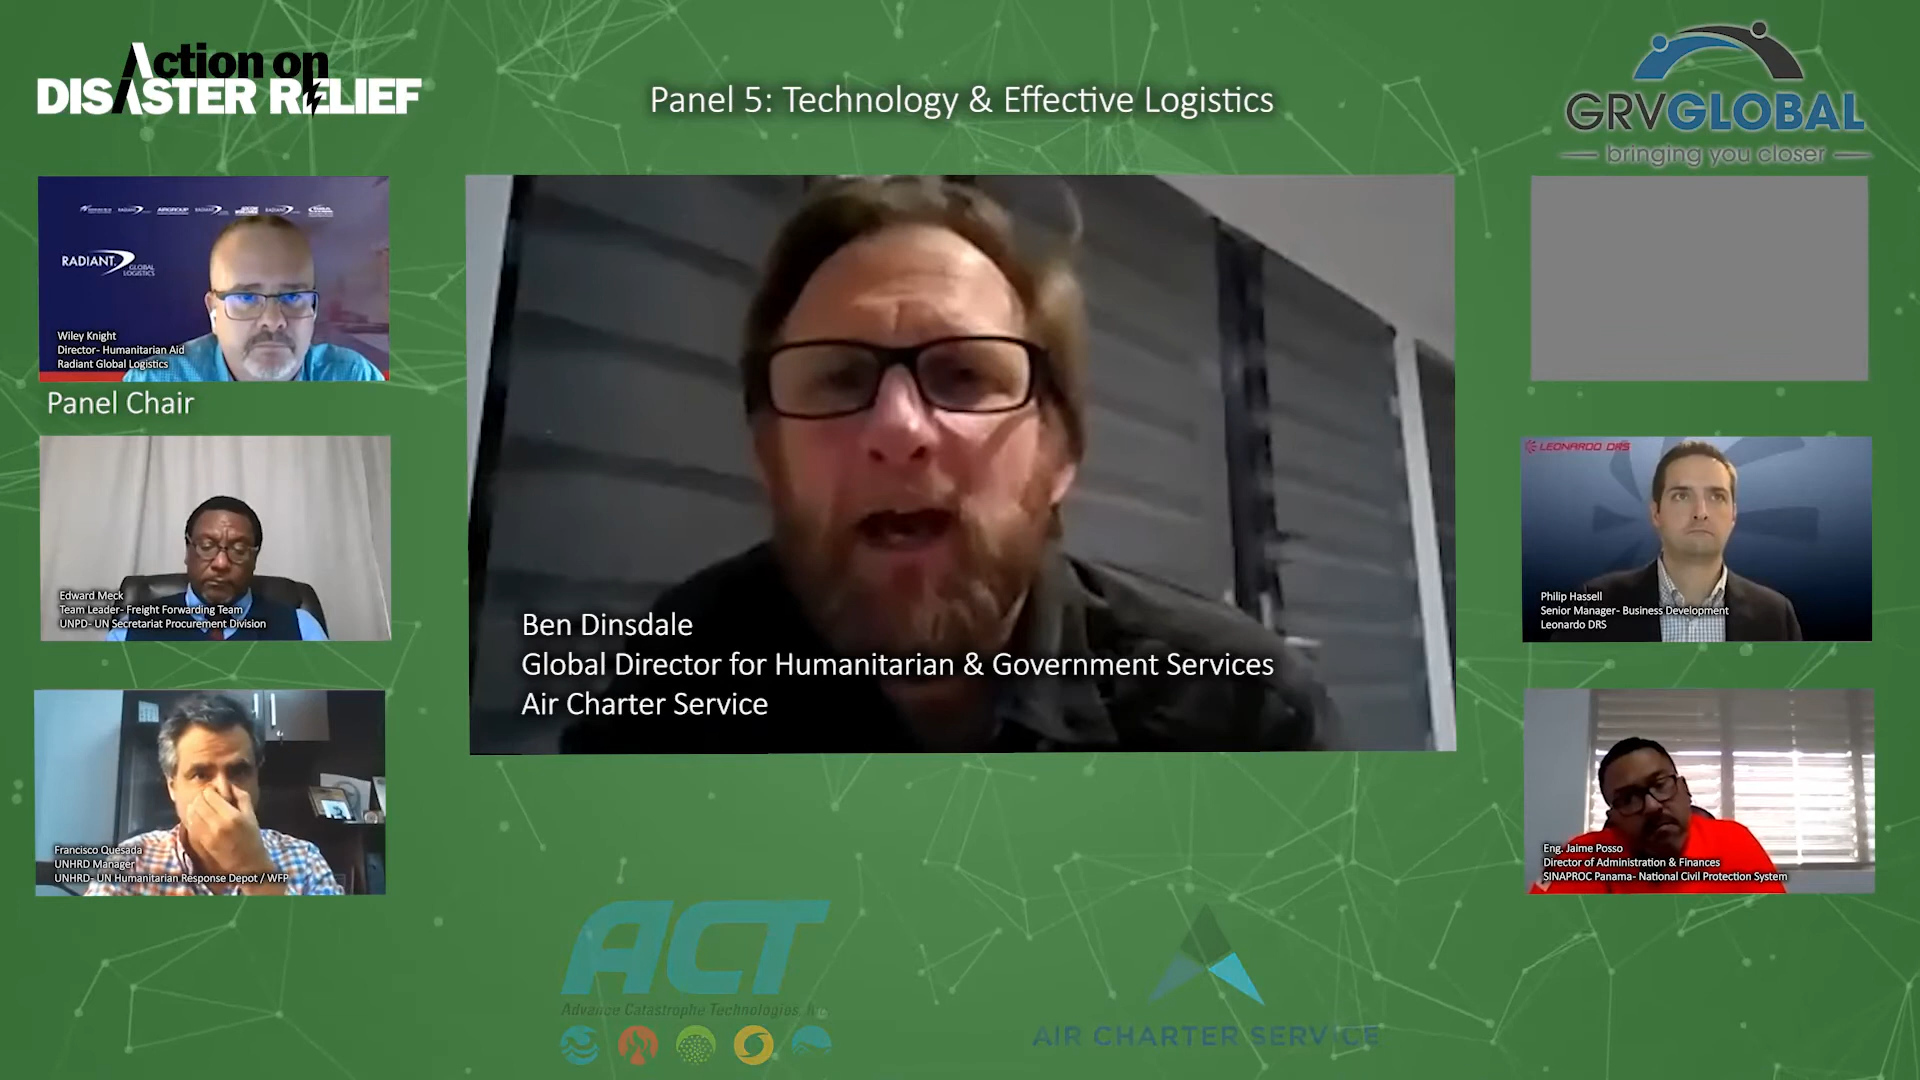 Action on
DISASTER RELIEF
Panel 5: Technology & Effective Logistics
GRVGLOBAL
bringing you closer
RADIANT
GLOBAL
LOGISTICS
Wiley Knight
Director- Humanitarian Aid
Radiant Global Logistics
Panel Chair
Edward Meck
Team Leader- Freight Forwarding Team
UNPD- UN Secretariat Procurement Division
Francisco Quesada
UNHRD Manager
UNHRD- UN Humanitarian Response Depot / WFP
Ben Dinsdale
Global Director for Humanitarian & Government Services
Air Charter Service
LEONARDO DRS
Philip Hassell
Senior Manager- Business Development
Leonardo DRS
Eng. Jaime Posso
Director of Administration & Finances
SINAPROC Panama- National Civil Protection System
ACT
Advance Catastrophe Technologies, Inc
AIR CHARTER SERVICE